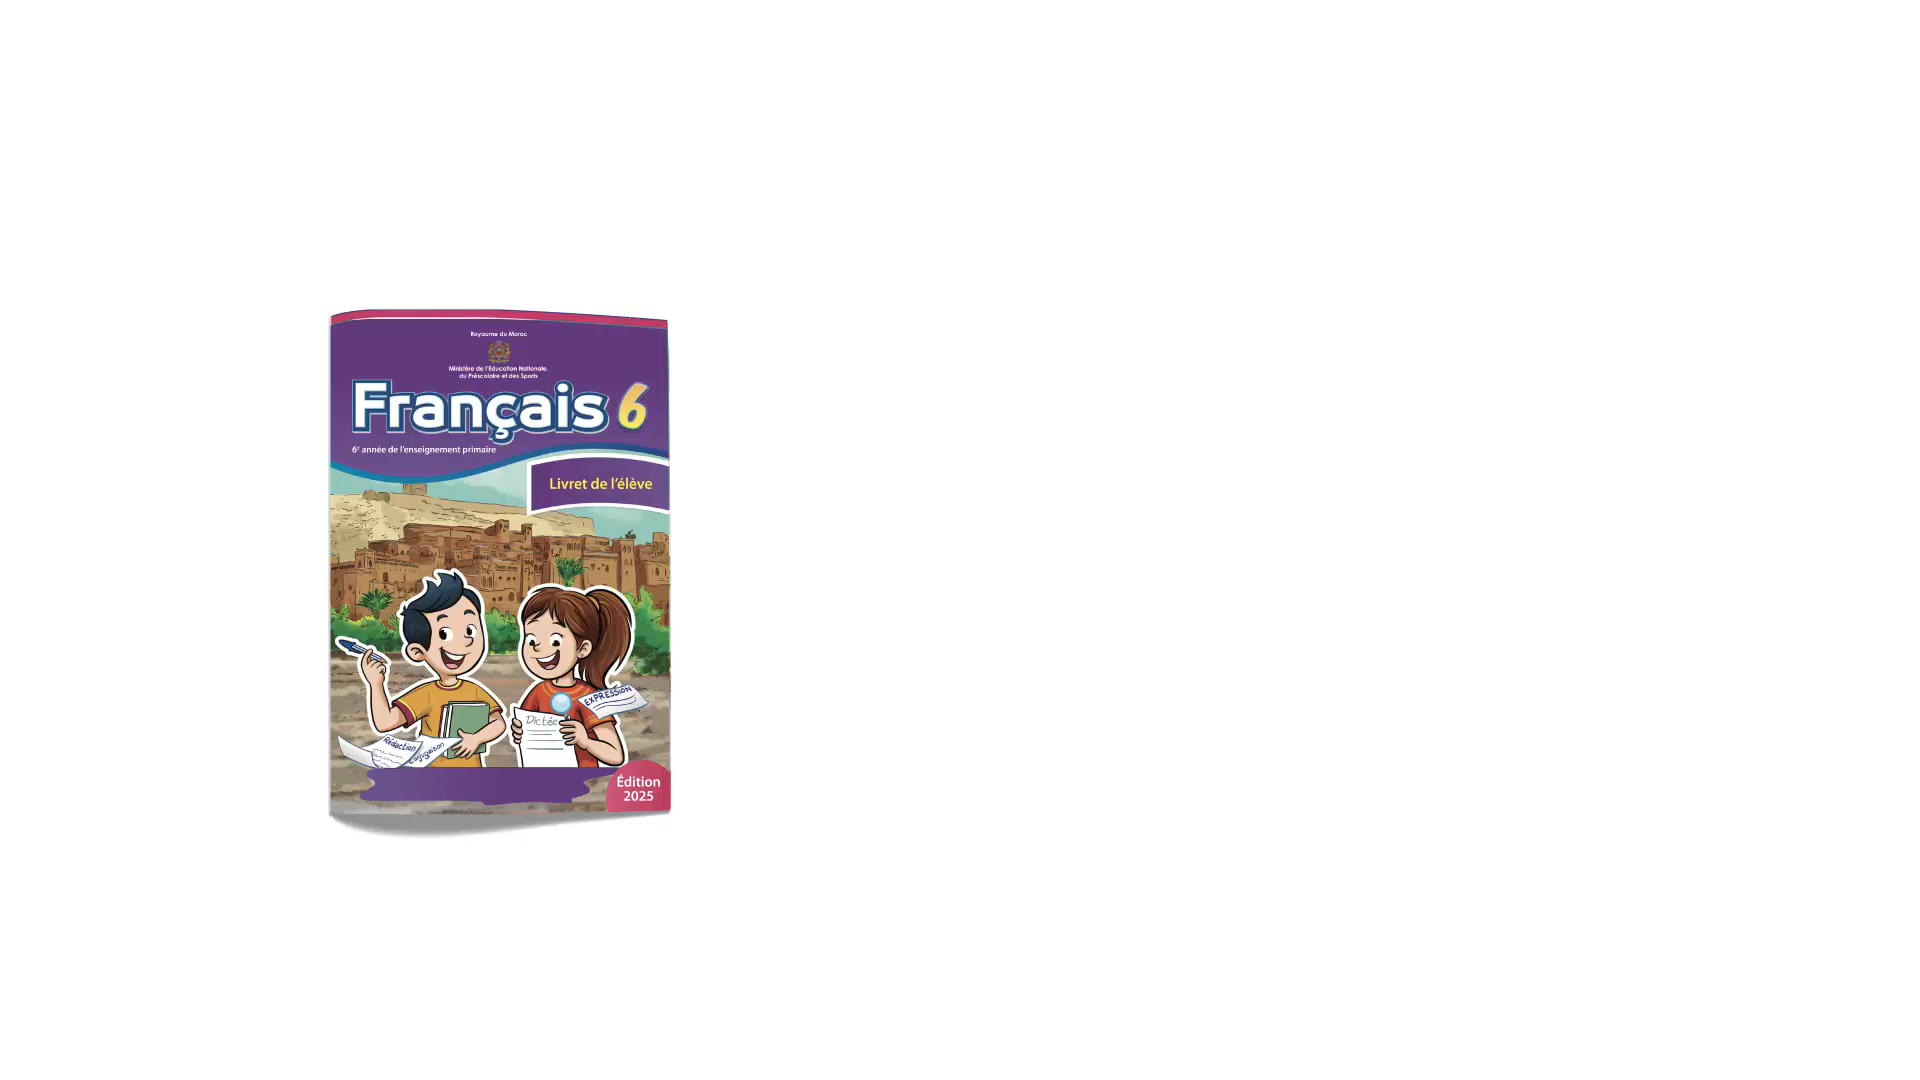 Royaume du Maroc
Ministère de l'Education Nationale,
du Préscolaire et des Sports
Français 6
6e année de l'enseignement primaire
Livret de l'élève
EXPRESSION
Dictée
Rédaction
Conjugaison
Édition
2025